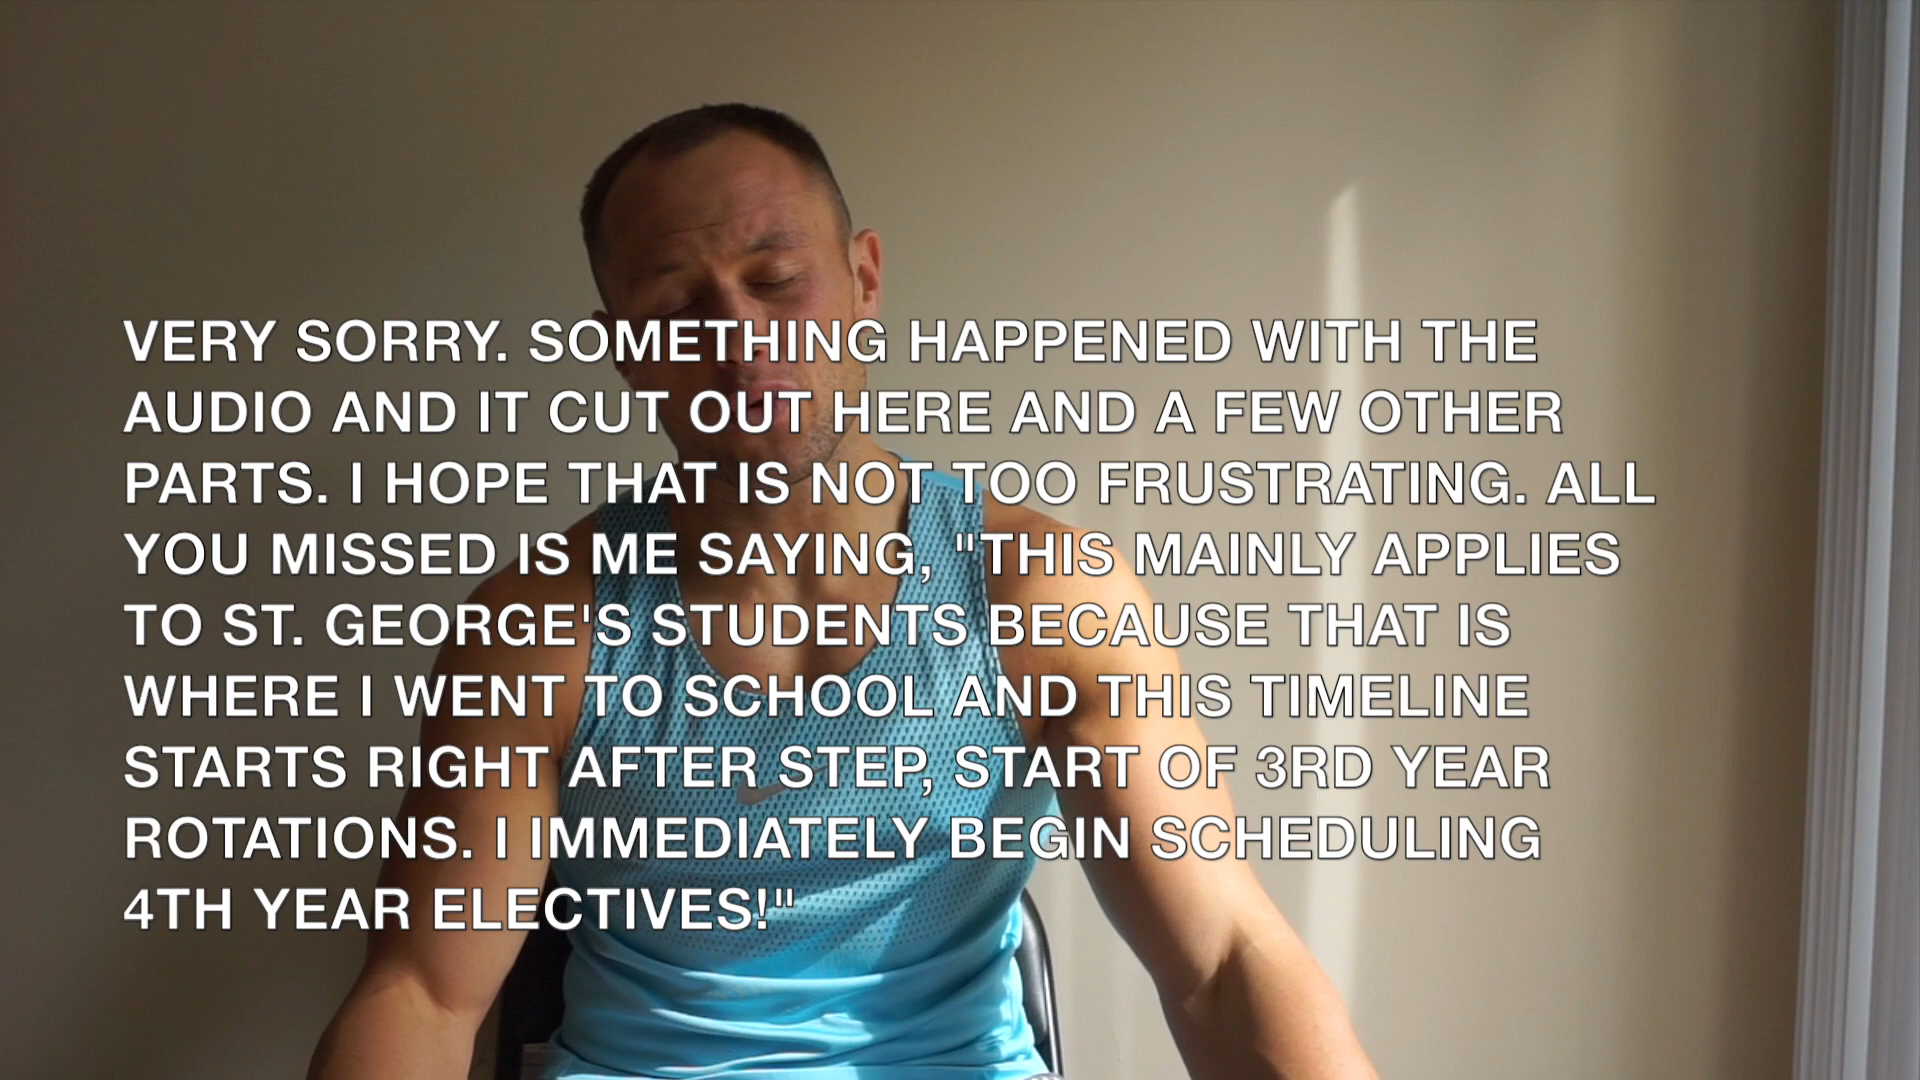 VERY SORRY. SOMETHING HAPPENED WITH THE
AUDIO AND IT CUT OUT HERE AND A FEW OTHER
PARTS. I HOPE THAT IS NOT TOO FRUSTRATING. ALL
YOU MISSED IS ME SAYING, "THIS MAINLY APPLIES
TO ST. GEORGE'S STUDENTS BECAUSE THAT IS
WHERE I WENT TO SCHOOL AND THIS TIMELINE
STARTS RIGHT AFTER STEP, START OF 3RD YEAR
ROTATIONS. I IMMEDIATELY BEGIN SCHEDULING
4TH YEAR ELECTIVES!"